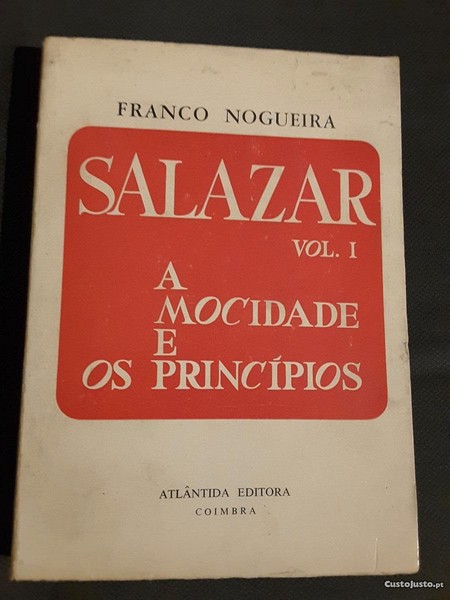 FRANCO NOGUEIRA
SALAZAR
VOL. I
A
MOCIDADE
E
OS PRINCÍPIOS
ATLÂNTIDA EDITORA
COIMBRA
CustoJusto.pt